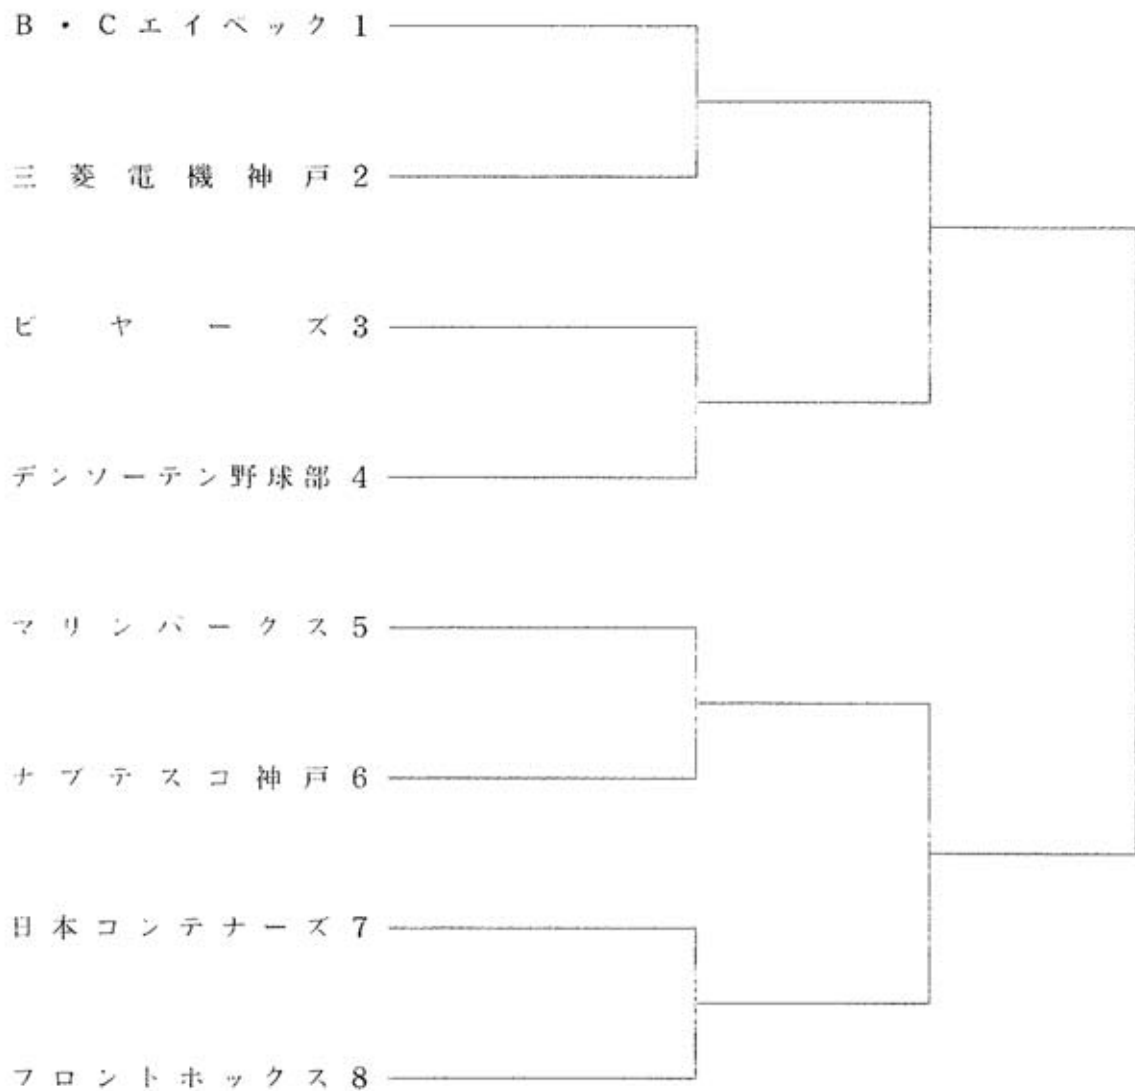 B・Cエイペック 1
三菱電機神戸 2
ビヤーズ 3
デンソーテン野球部 4
マリンパークス 5
ナブテスコ神戸 6
日本コンテナーズ 7
フロントホックス 8